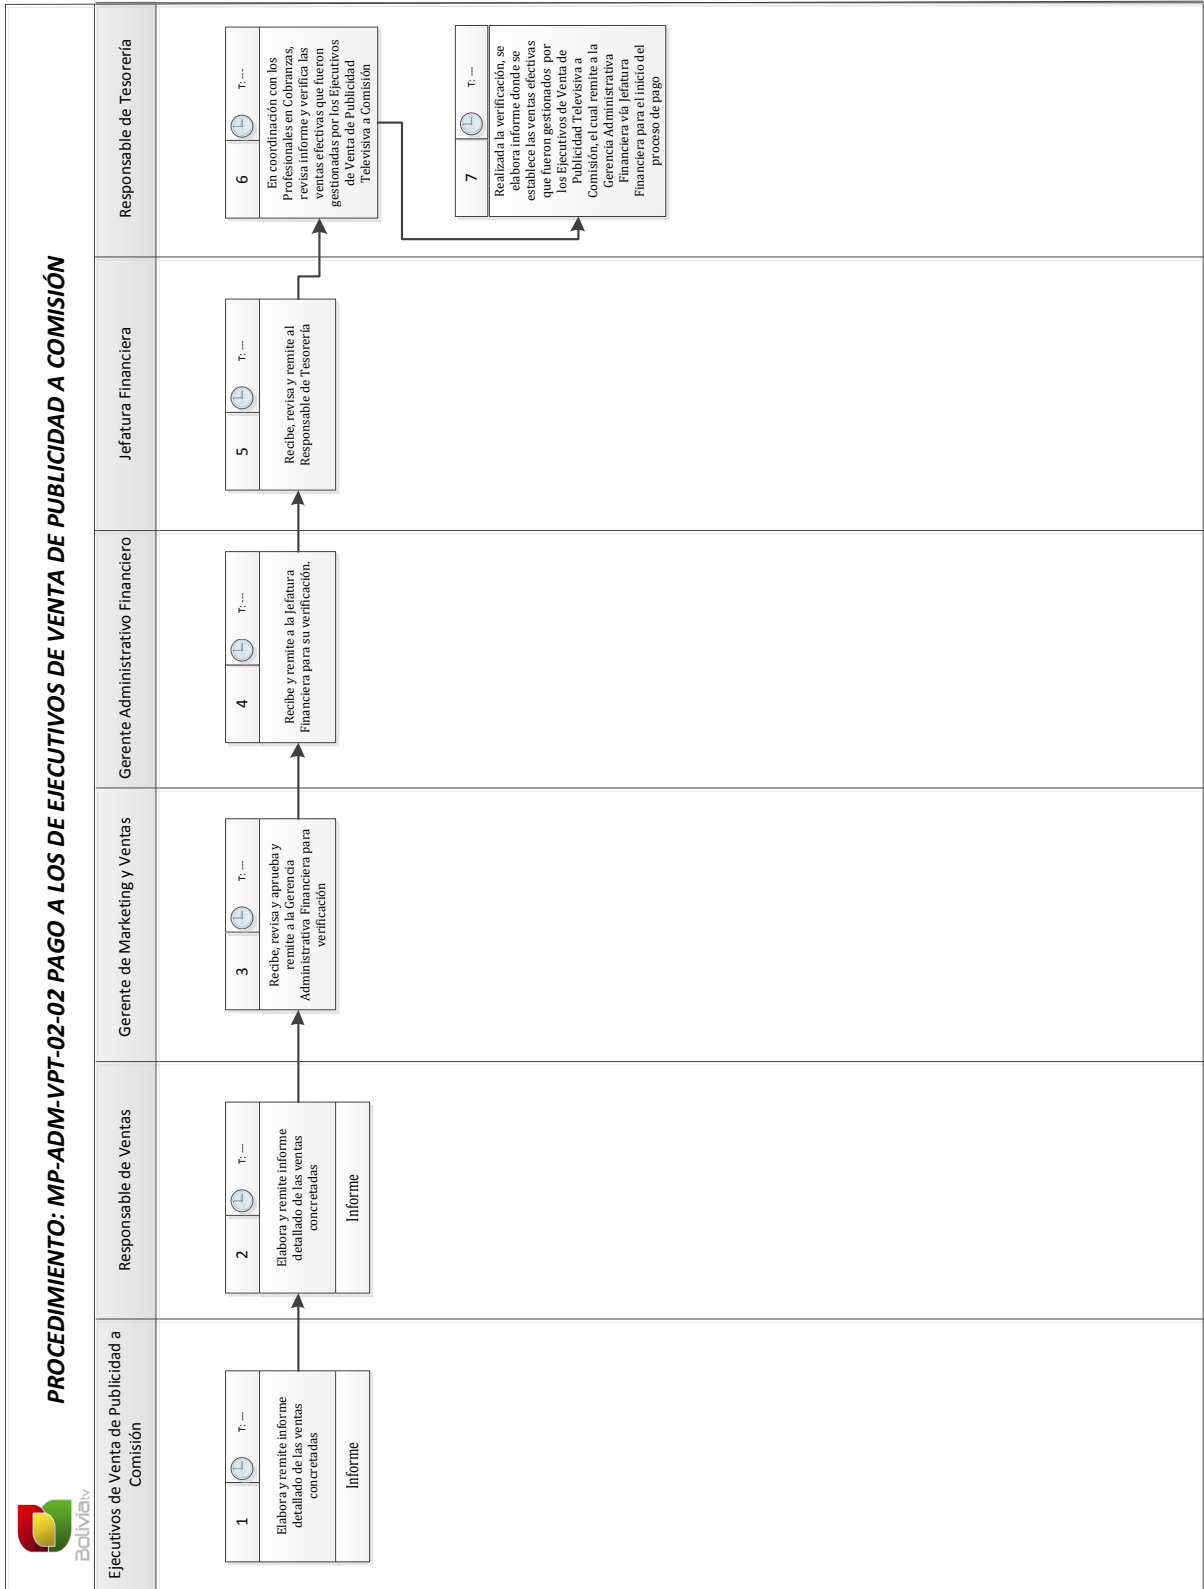 PROCEDIMIENTO: MP-ADM-VPT-02-02 PAGO A LOS DE EJECUTIVOS DE VENTA DE PUBLICIDAD A COMISIÓN
Boliviatv
Ejecutivos de Venta de Publicidad a
Comisión
Responsable de Ventas
Gerente de Marketing y Ventas
Gerente Administrativo Financiero
Jefatura Financiera
Responsable de Tesorería
1
T: ---
Elabora y remite informe
detallado de las ventas
concretadas
Informe
2
T: ---
Elabora y remite informe
detallado de las ventas
concretadas
Informe
3
T: ---
Recibe, revisa y aprueba y
remite a la Gerencia
Administrativa Financiera para
verificación
4
T: ---
Recibe y remite a la Jefatura
Financiera para su verificación.
5
T: ---
Recibe, revisa y remite al
Responsable de Tesorería
6
T: ---
En coordinación con los
Profesionales en Cobranzas,
revisa informe y verifica las
ventas efectivas que fueron
gestionadas por los Ejecutivos
de Venta de Publicidad
Televisiva a Comisión
7
T: ---
Realizada la verificación, se
elabora informe donde se
establece las ventas efectivas
que fueron gestionados por
los Ejecutivos de Venta de
Publicidad Televisiva a
Comisión, el cual remite a la
Gerencia Administrativa
Financiera vía Jefatura
Financiera para el inicio del
proceso de pago